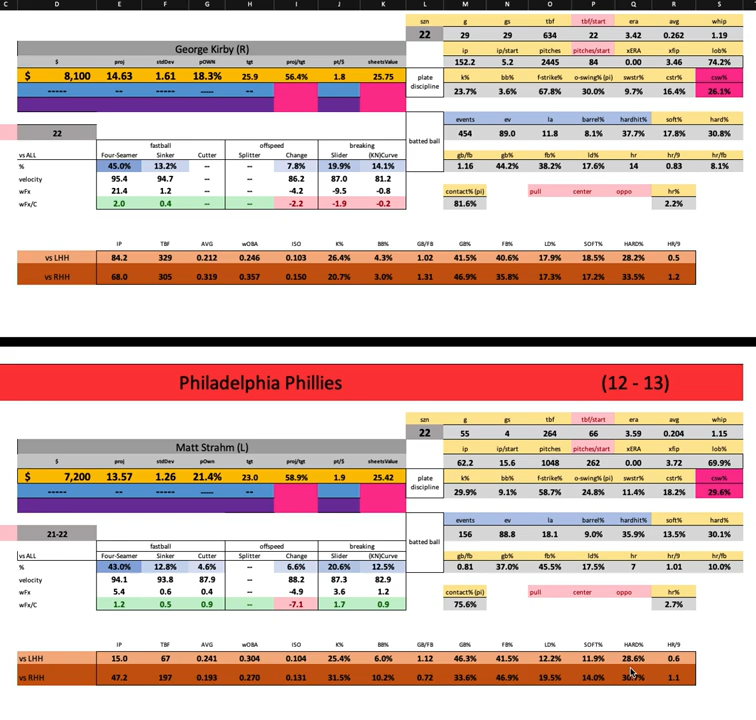 C D E F G H I J K L M N O P Q R S
szn g gs tbf tbf/start era avg whip
22 29 29 634 22 3.42 0.262 1.19
George Kirby (R) ip ip/start pitches pitches/start xERA xfip lob%
$ proj stdDev pOWN tgt proj/tgt pt/$ sheetsValue 152.2 5.2 2445 84 0.00 3.46 74.2%
$ 8,100 14.63 1.61 18.3% 25.9 56.4% 1.8 25.75 plate discipline k% bb% f-strike% o-swing% (pi) swstr% cstr% csw%
----- -- ----- ----- -- 23.7% 3.6% 67.8% 30.0% 9.7% 16.4% 26.1%
events ev la barrel% hardhit% soft% hard%
22 batted ball 454 89.0 11.8 8.1% 37.7% 17.8% 30.8%
fastball offspeed breaking
vs ALL Four-Seamer Sinker Cutter Splitter Change Slider (KN)Curve gb/fb gb% fb% ld% hr hr/9 hr/fb
% 45.0% 13.2% -- -- 7.8% 19.9% 14.1% 1.16 44.2% 38.2% 17.6% 14 0.83 8.1%
velocity 95.4 94.7 -- -- 86.2 87.0 81.2
wFx 21.4 1.2 -- -- -4.2 -9.5 -0.8 contact% (pi) pull center oppo hr%
wFx/C 2.0 0.4 -- -- -2.2 -1.9 -0.2 81.6% 2.2%
IP TBF AVG wOBA ISO K% BB% GB/FB GB% FB% LD% SOFT% HARD% HR/9
vs LHH 84.2 329 0.212 0.246 0.103 26.4% 4.3% 1.02 41.5% 40.6% 17.9% 18.5% 28.2% 0.5
vs RHH 68.0 305 0.319 0.357 0.150 20.7% 3.0% 1.31 46.9% 35.8% 17.3% 17.2% 33.5% 1.2
Philadelphia Phillies (12 - 13)
szn g gs tbf tbf/start era avg whip
22 55 4 264 66 3.59 0.204 1.15
Matt Strahm (L) ip ip/start pitches pitches/start xERA xfip lob%
$ proj stdDev pOwn tgt proj/tgt pt/$ sheetsValue 62.2 15.6 1048 262 0.00 3.72 69.9%
$ 7,200 13.57 1.26 21.4% 23.0 58.9% 1.9 25.42 plate discipline k% bb% f-strike% o-swing% (pi) swstr% cstr% csw%
----- -- ----- ----- -- 29.9% 9.1% 58.7% 24.8% 11.4% 18.2% 29.6%
events ev la barrel% hardhit% soft% hard%
21-22 batted ball 156 88.8 18.1 9.0% 35.9% 13.5% 30.1%
fastball offspeed breaking
vs ALL Four-Seamer Sinker Cutter Splitter Change Slider (KN)Curve gb/fb gb% fb% ld% hr hr/9 hr/fb
% 43.0% 12.8% 4.6% -- 6.6% 20.6% 12.5% 0.81 37.0% 45.5% 17.5% 7 1.01 10.0%
velocity 94.1 93.8 87.9 -- 88.2 87.3 82.9
wFx 5.4 0.6 0.4 -- -4.9 3.6 1.2 contact% (pi) pull center oppo hr%
wFx/C 1.2 0.5 0.9 -- -7.1 1.7 0.9 75.6% 2.7%
IP TBF AVG wOBA ISO K% BB% GB/FB GB% FB% LD% SOFT% HARD% HR/9
vs LHH 15.0 67 0.241 0.304 0.104 25.4% 6.0% 1.12 46.3% 41.5% 12.2% 11.9% 28.6% 0.6
vs RHH 47.2 197 0.193 0.270 0.131 31.5% 10.2% 0.72 33.6% 46.9% 19.5% 14.0% 1.1